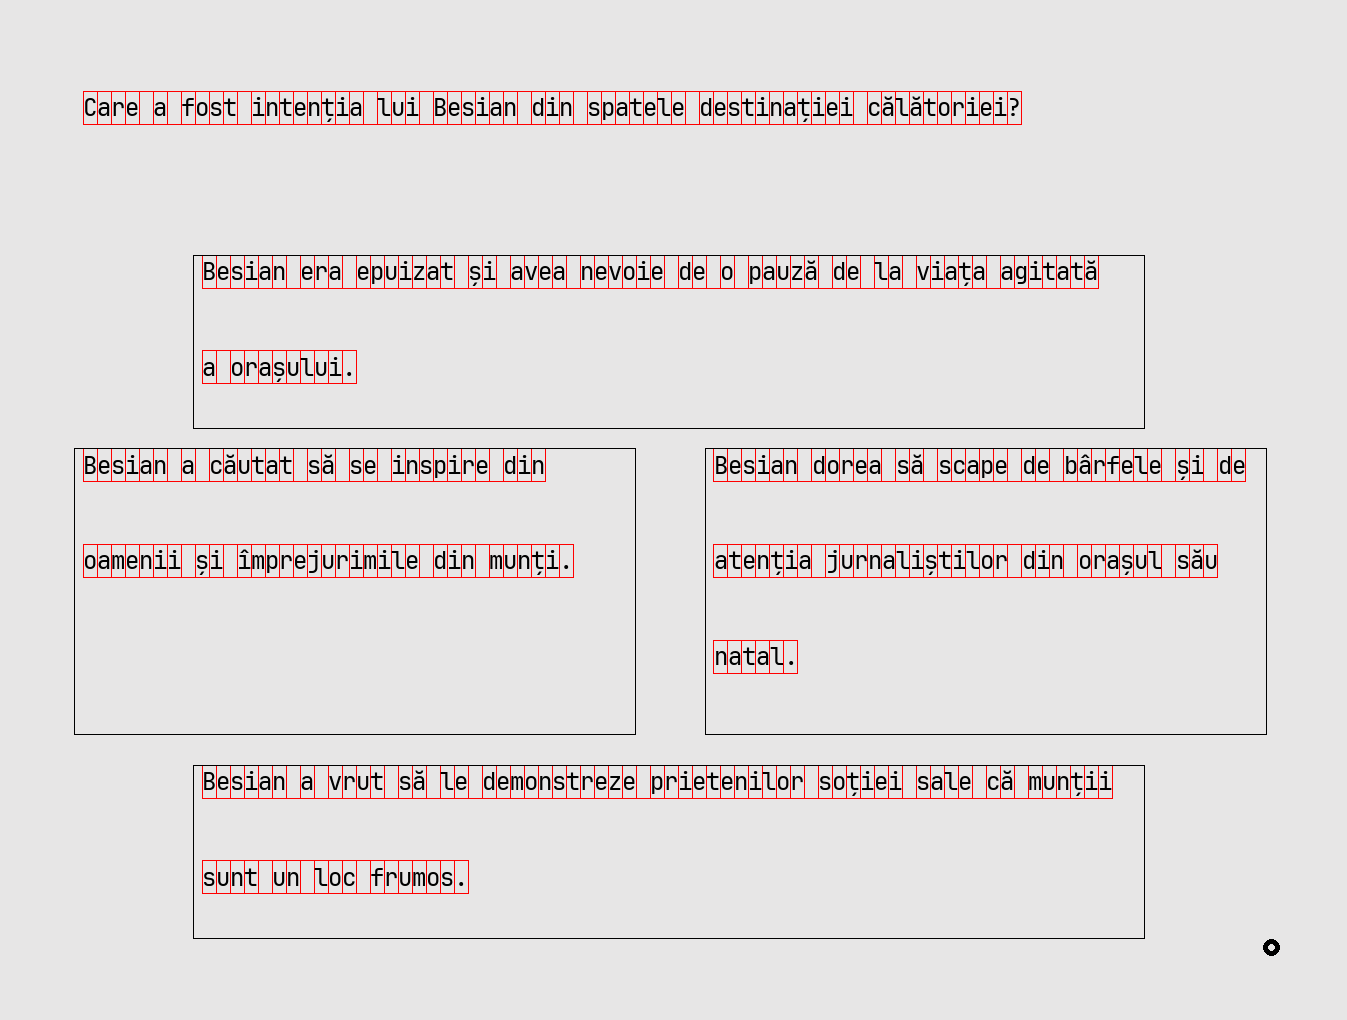 Care a fost intenția lui Besian din spatele destinației călătoriei?
Besian era epuizat și avea nevoie de o pauză de la viața agitată
a orașului.
Besian a căutat să se inspire din
oamenii și împrejurimile din munți.
Besian dorea să scape de bârfele și de
atenția jurnaliștilor din orașul său
natal.
Besian a vrut să le demonstreze prietenilor soției sale că munții
sunt un loc frumos.